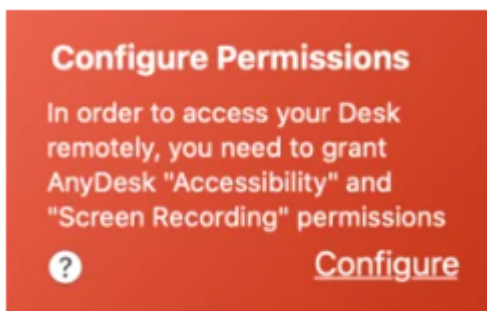 Configure Permissions
In order to access your Desk
remotely, you need to grant
AnyDesk "Accessibility" and
"Screen Recording" permissions
?
Configure